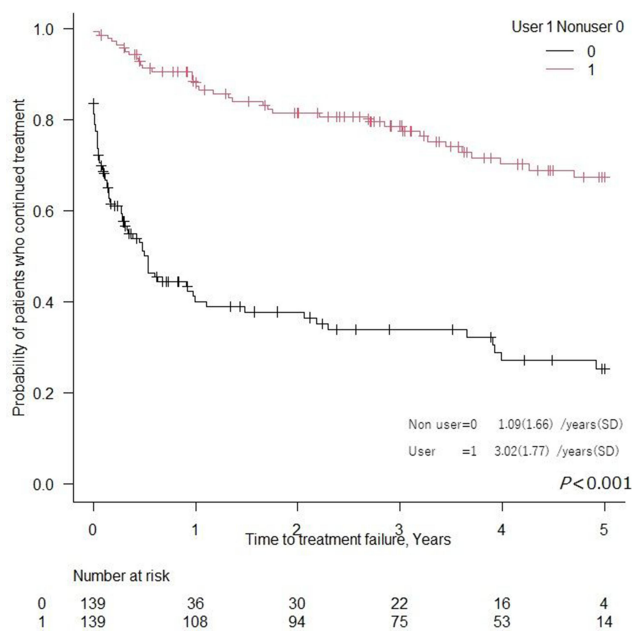 User 1 Nonuser 0
0
1
1.0
0.8
0.6
0.4
0.2
0.0
Probability of patients who continued treatment
Non user=0 1.09(1.66) /years(SD)
User =1 3.02(1.77) /years(SD)
P<0.001
0 1 2 3 4 5
Time to treatment failure, Years
Number at risk
0 139 36 30 22 16 4
1 139 108 94 75 53 14